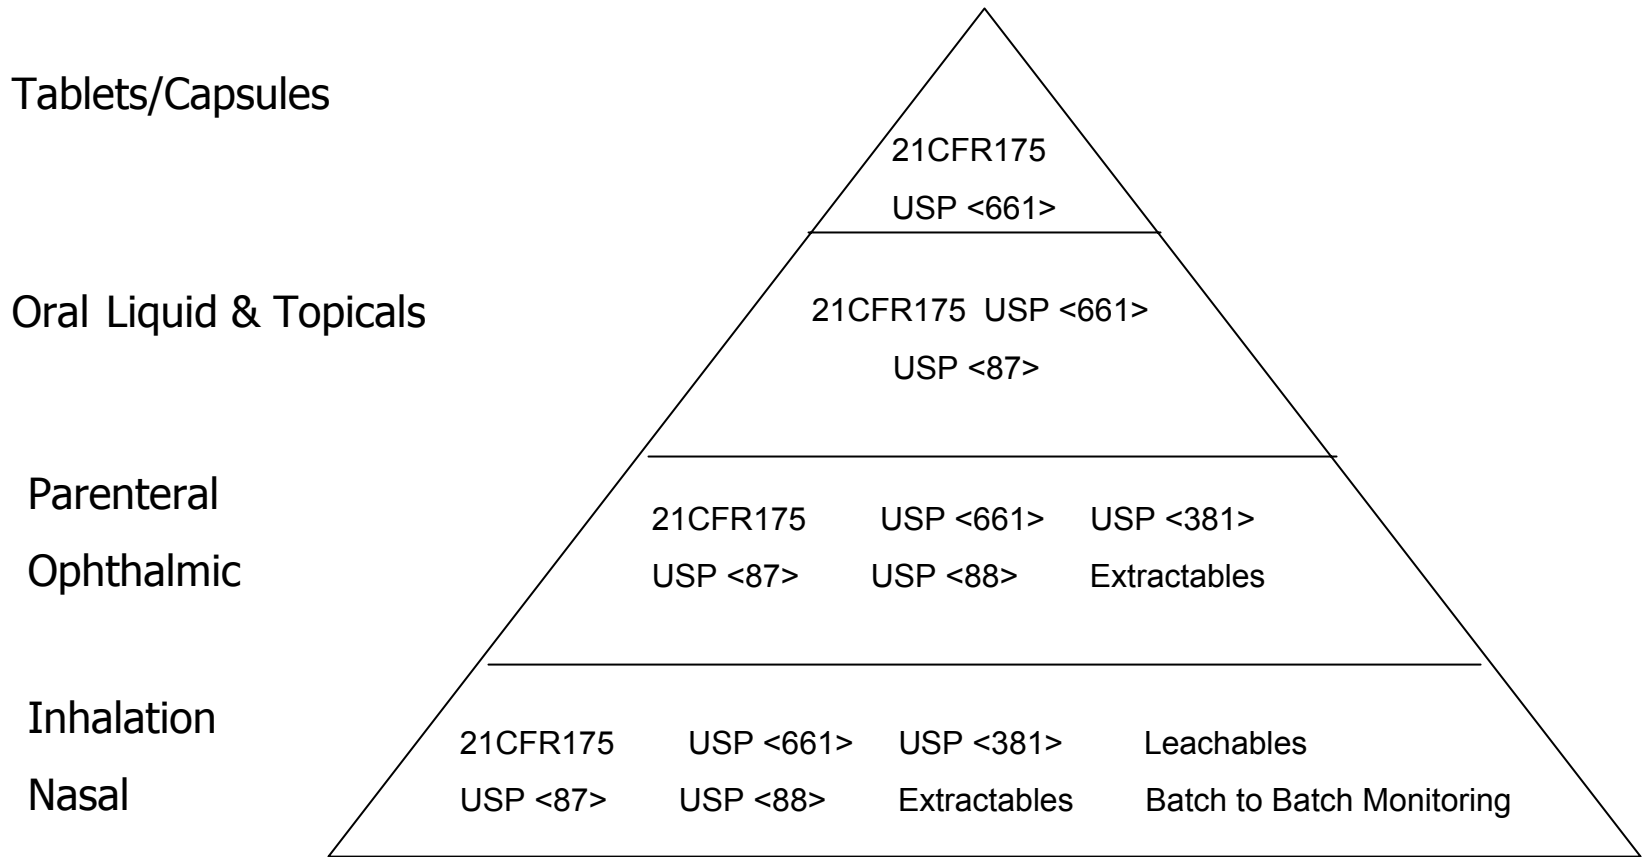 Tablets/Capsules
21CFR175
USP <661>
Oral Liquid & Topicals
21CFR175 USP <661>
USP <87>
Parenteral
21CFR175 USP <661> USP <381>
Ophthalmic
USP <87> USP <88> Extractables
Inhalation
21CFR175 USP <661> USP <381> Leachables
Nasal
USP <87> USP <88> Extractables Batch to Batch Monitoring